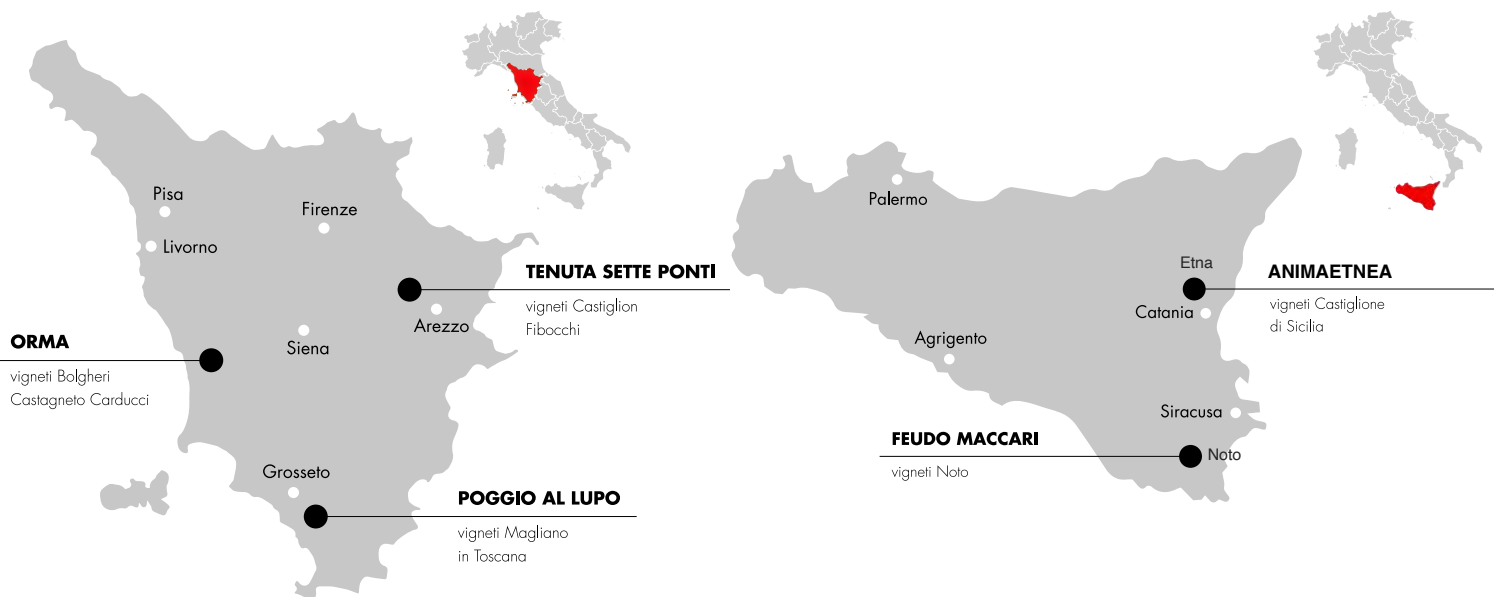 Pisa
Firenze
Livorno
TENUTA SETTE PONTI
vigneti Castiglion
Fibocchi
Arezzo
Siena
ORMA
vigneti Bolgheri
Castagneto Carducci
Grosseto
POGGIO AL LUPO
vigneti Magliano
in Toscana
Palermo
Etna
ANIMAETNEA
vigneti Castiglione
di Sicilia
Catania
Agrigento
Siracusa
FEUDO MACCARI
vigneti Noto
Noto